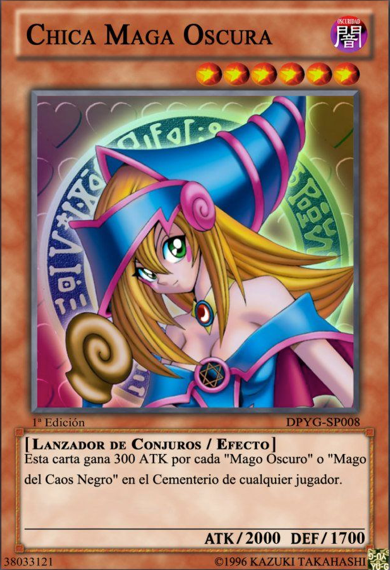 Chica Maga Oscura
OSCURIDAD
闇
1ª Edición
DPYG-SP008
[Lanzador de Conjuros / Efecto]
Esta carta gana 300 ATK por cada "Mago Oscuro" o "Mago
del Caos Negro" en el Cementerio de cualquier jugador.
ATK/2000 DEF/1700
38033121
©1996 KAZUKI TAKAHASHI